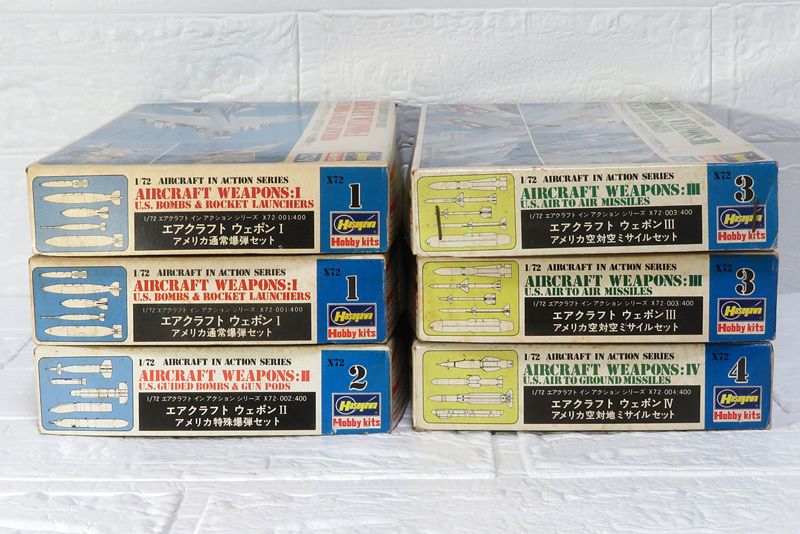 1/72 AIRCRAFT IN ACTION SERIES
AIRCRAFT WEAPONS:I
U.S. BOMBS & ROCKET LAUNCHERS
1/72 エアクラフト イン アクション シリーズ X72-001:400
エアクラフト ウェポン I
アメリカ通常爆弾セット
X72
1
Hasegawa
Hobby kits
1/72 AIRCRAFT IN ACTION SERIES
AIRCRAFT WEAPONS:I
U.S. BOMBS & ROCKET LAUNCHERS
1/72 エアクラフト イン アクション シリーズ X72-001:400
エアクラフト ウェポン I
アメリカ通常爆弾セット
X72
1
Hasegawa
Hobby kits
1/72 AIRCRAFT IN ACTION SERIES
AIRCRAFT WEAPONS:II
U.S. GUIDED BOMBS & GUN PODS
1/72 エアクラフト イン アクション シリーズ X72-002:400
エアクラフト ウェポン II
アメリカ特殊爆弾セット
X72
2
Hasegawa
Hobby kits
1/72 AIRCRAFT IN ACTION SERIES
AIRCRAFT WEAPONS:III
U.S. AIR TO AIR MISSILES
1/72 エアクラフト イン アクション シリーズ X72-003:400
エアクラフト ウェポン III
アメリカ空対空ミサイルセット
X72
3
Hasegawa
Hobby kits
1/72 AIRCRAFT IN ACTION SERIES
AIRCRAFT WEAPONS:III
U.S. AIR TO AIR MISSILES
1/72 エアクラフト イン アクション シリーズ X72-003:400
エアクラフト ウェポン III
アメリカ空対空ミサイルセット
X72
3
Hasegawa
Hobby kits
1/72 AIRCRAFT IN ACTION SERIES
AIRCRAFT WEAPONS:IV
U.S. AIR TO GROUND MISSILES
1/72 エアクラフト イン アクション シリーズ X72-004:400
エアクラフト ウェポン IV
アメリカ空対地ミサイルセット
X72
4
Hasegawa
Hobby kits